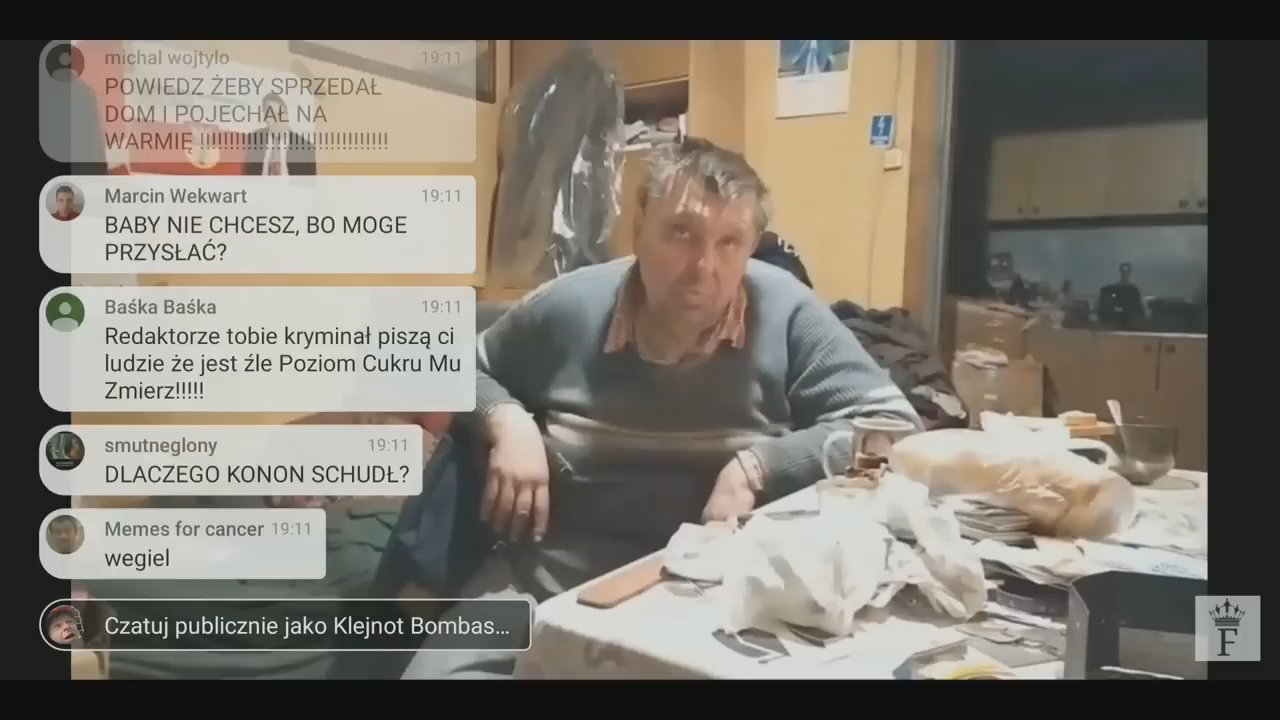 michal wojtylo 19:11
POWIEDZ ŻEBY SPRZEDAŁ
DOM I POJECHAŁ NA
WARMIĘ !!!!!!!!!!!!!!!!!!!!!!!!!!!!!!!!
Marcin Wekwart 19:11
BABY NIE CHCESZ, BO MOGE
PRZYSŁAĆ?
Baśka Baśka 19:11
Redaktorze tobie kryminał piszą ci
ludzie że jest źle Poziom Cukru Mu
Zmierz!!!!!
smutneglony 19:11
DLACZEGO KONON SCHUDŁ?
Memes for cancer 19:11
wegiel
Czatuj publicznie jako Klejnot Bombas...
F